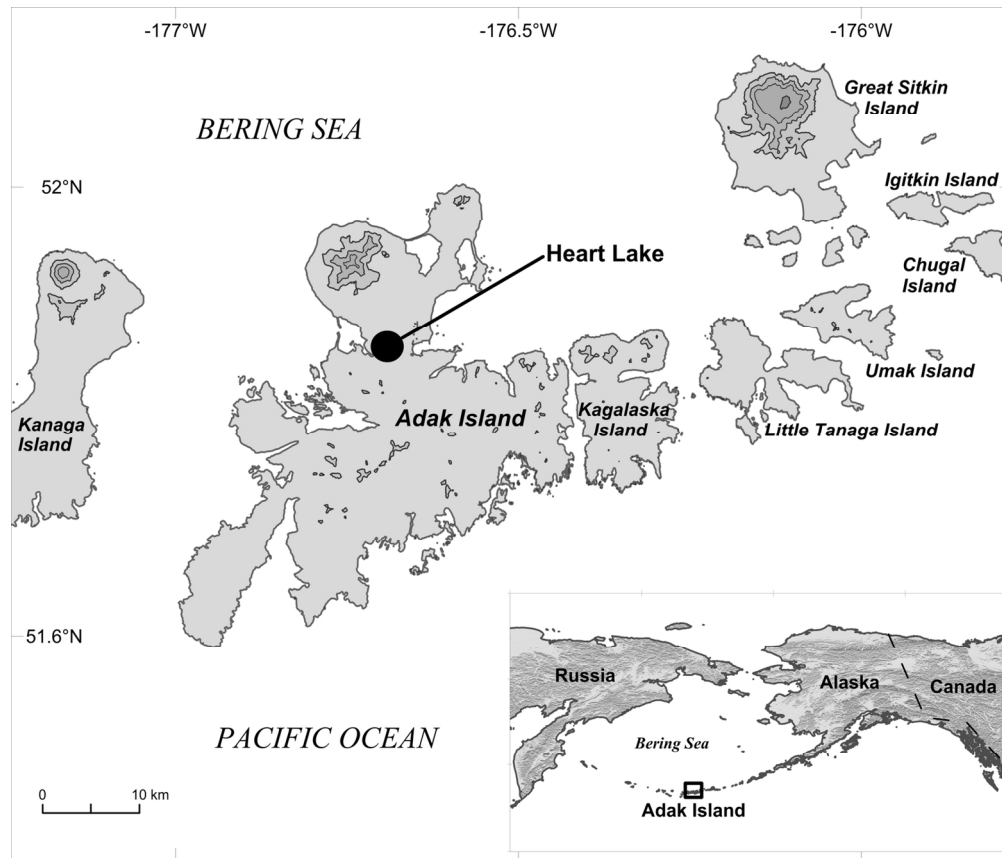 -177°
-176.5°
-176°
Great Sitkin
Island
BERING SEA
52°N
Igitkin Island
Heart Lake
Chugal
Island
Umak Island
Kanaga
Island
Adak Island
Kagalaska
Island
Little Tanaga Island
51.6°N
Russia
Alaska
Canada
PACIFIC OCEAN
Bering Sea
0
10 km
Adak Island